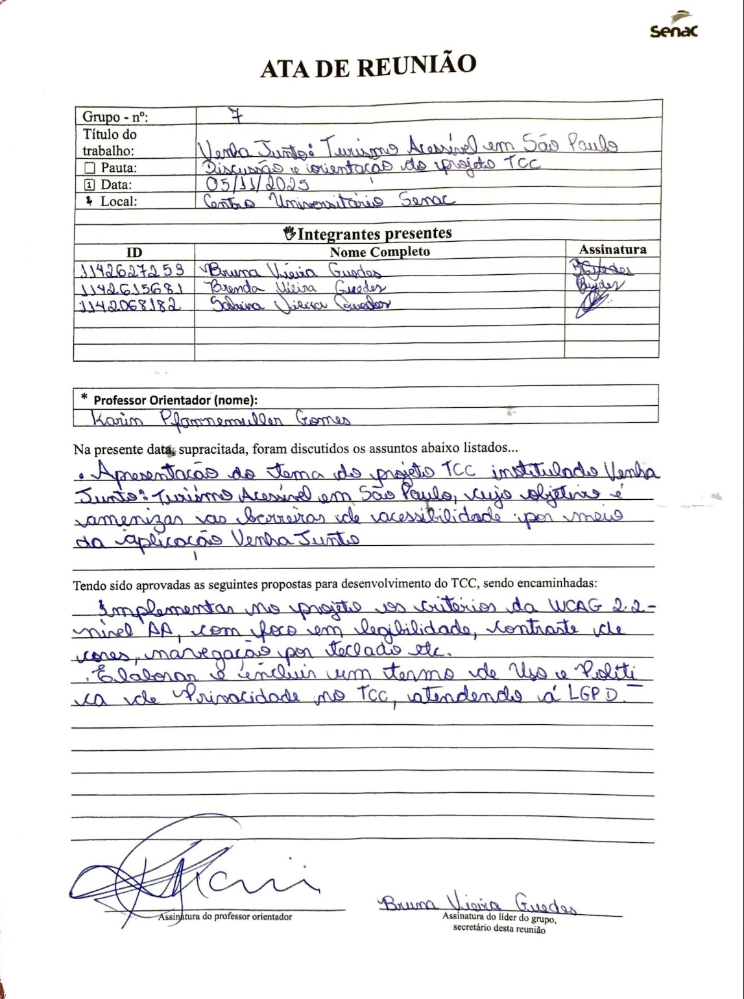 Senac
ATA DE REUNIÃO
Grupo - nº: 7
Título do
trabalho: Venha Junto: Turismo Acessível em São Paulo
Pauta: Discussão e orientação do projeto TCC
Data: 05/11/2025
Local: Centro Universitário Senac
Integrantes presentes
ID Nome Completo Assinatura
1142627259 Bruna Vieira Guedes BGuedes
1142615681 Brenda Vieira Guedes Guedes
1142068182 Sabina Vieira Guedes
* Professor Orientador (nome):
Karin Pfannemuller Gomes
Na presente data, supracitada, foram discutidos os assuntos abaixo listados...
. Apresentação do tema do projeto TCC institulado Venha
Junto: Turismo Acessível em São Paulo, cujo objetivo é
amenizar as barreiras de acessibilidade por meio
da aplicação Venha Junto
Tendo sido aprovadas as seguintes propostas para desenvolvimento do TCC, sendo encaminhadas:
Implementar no projeto os critérios da WCAG 2.2-
nível AA, com foco em legibilidade, contraste de
cores, navegação por teclado etc.
. Elaborar e incluir um termo de Uso e Politi
ca de Privacidade no TCC, atendendo á LGPD.
Assinatura do professor orientador
Bruna Vieira Guedes
Assinatura do líder do grupo,
secretário desta reunião